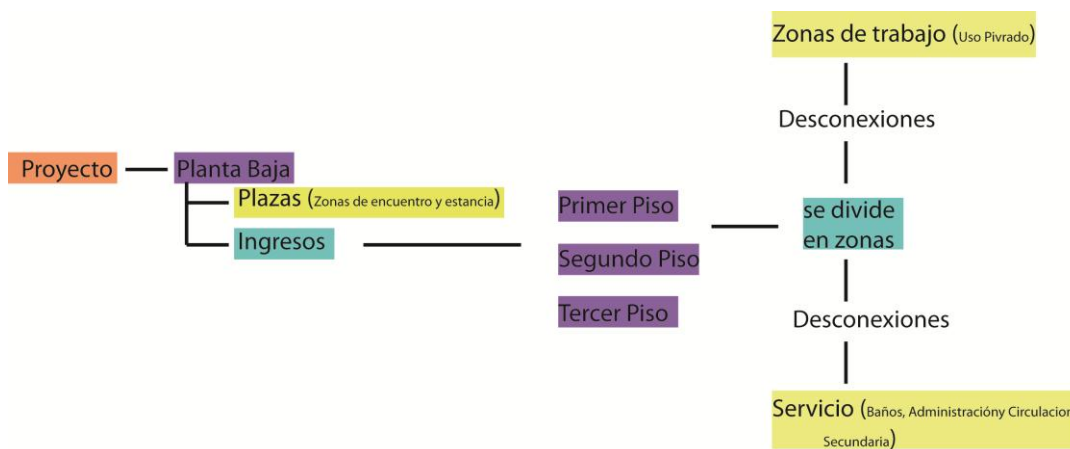 Zonas de trabajo (Uso Pivrado)
Desconexiones
Proyecto
Planta Baja
Plazas (Zonas de encuentro y estancia)
Ingresos
Primer Piso
Segundo Piso
Tercer Piso
se divide
en zonas
Desconexiones
Servicio (Baños, Administracióny Circulacion
Secundaria)